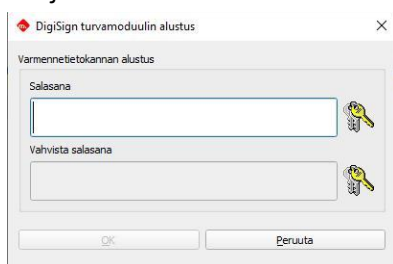 DigiSign turvamoduulin alustus
Varmennetietokannan alustus
Salasana
Vahvista salasana
OK
Peruuta